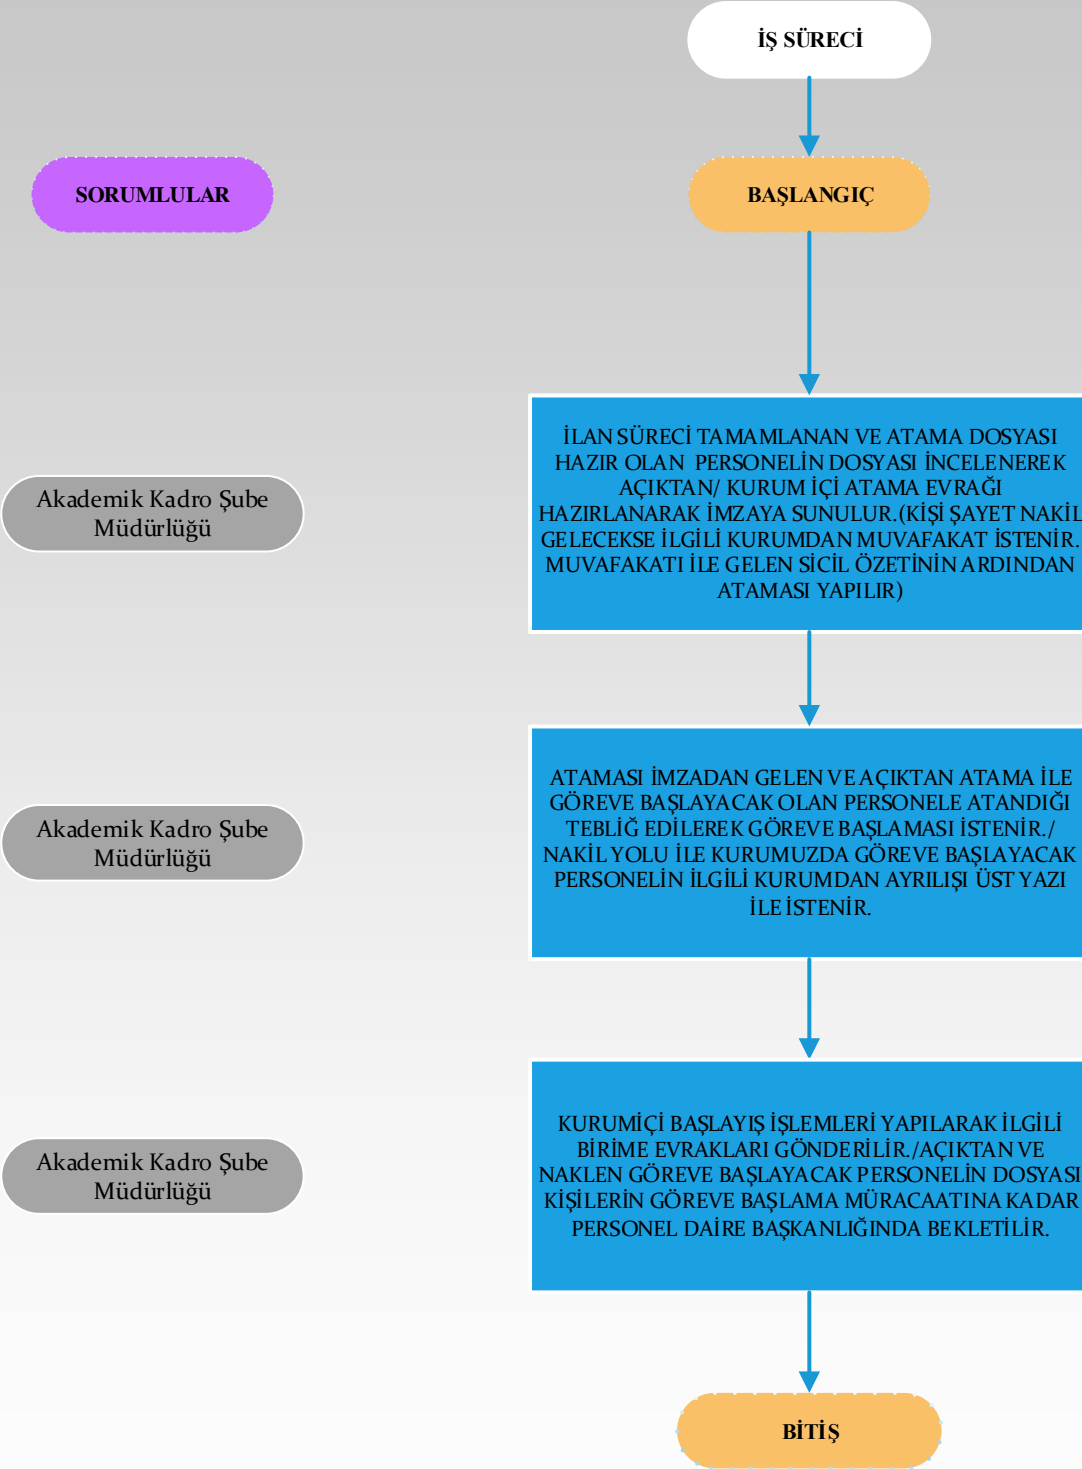 İŞ SÜRECİ
SORUMLULAR
BAŞLANGIÇ
Akademik Kadro Şube
Müdürlüğü
İLAN SÜRECİ TAMAMLANAN VE ATAMA DOSYASI
HAZIR OLAN PERSONELİN DOSYASI İNCELENEREK
AÇIKTAN/ KURUM İÇİ ATAMA EVRAĞI
HAZIRLANARAK İMZAYA SUNULUR.(KİŞİ ŞAYET NAKİL
GELECEKSE İLGİLİ KURUMDAN MUVAFAKAT İSTENİR.
MUVAFAKATI İLE GELEN SİCİL ÖZETİNİN ARDINDAN
ATAMASI YAPILIR)
Akademik Kadro Şube
Müdürlüğü
ATAMASI İMZADAN GELEN VE AÇIKTAN ATAMA İLE
GÖREVE BAŞLAYACAK OLAN PERSONELE ATANDIĞI
TEBLİĞ EDİLEREK GÖREVE BAŞLAMASI İSTENİR./
NAKİL YOLU İLE KURUMUZDA GÖREVE BAŞLAYACAK
PERSONELİN İLGİLİ KURUMDAN AYRILIŞI ÜST YAZI
İLE İSTENİR.
Akademik Kadro Şube
Müdürlüğü
KURUMİÇİ BAŞLAYIŞ İŞLEMLERİ YAPILARAK İLGİLİ
BİRİME EVRAKLARI GÖNDERİLİR./AÇIKTAN VE
NAKLEN GÖREVE BAŞLAYACAK PERSONELİN DOSYASI
KİŞİLERİN GÖREVE BAŞLAMA MÜRACAATINA KADAR
PERSONEL DAİRE BAŞKANLIĞINDA BEKLETİLİR.
BİTİŞ